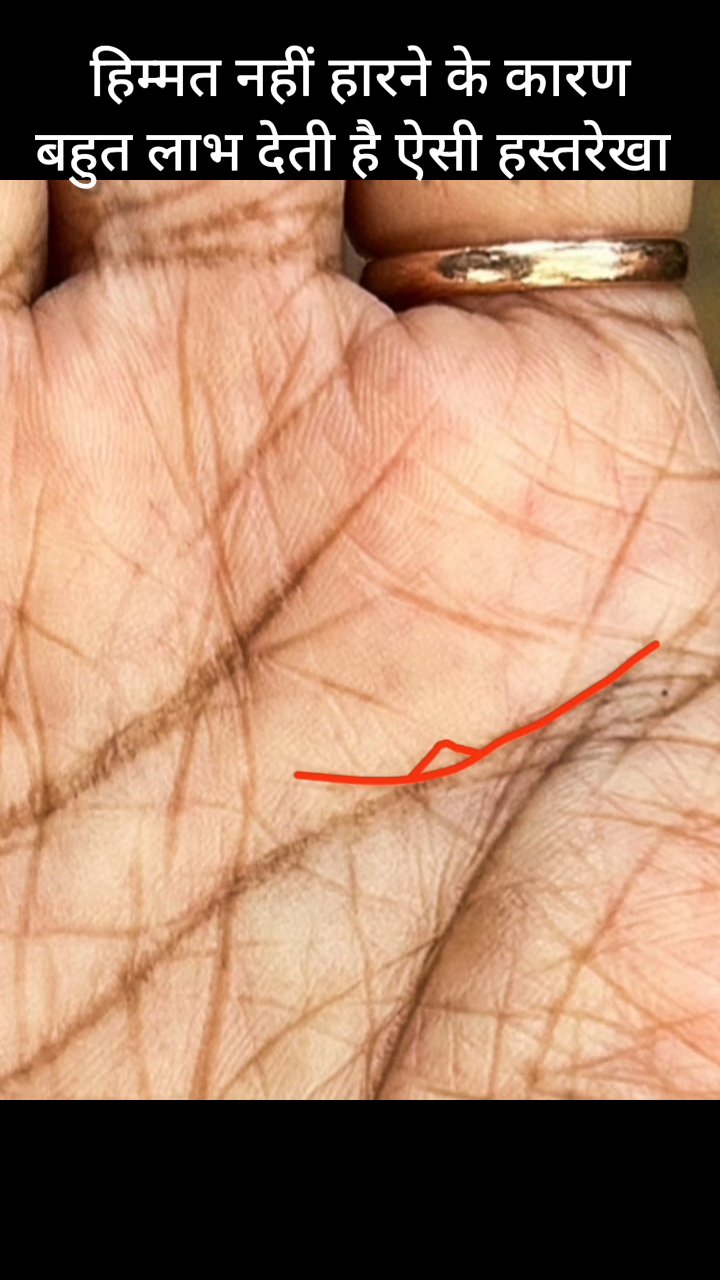 हिम्मत नहीं हारने के कारण
बहुत लाभ देती है ऐसी हस्तरेखा